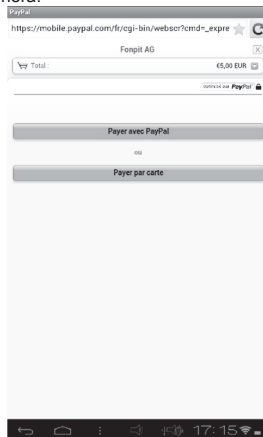 PayPal
https://mobile.paypal.com/fr/cgi-bin/webscr?cmd=_expre
Fonpit AG
Total : €5,00 EUR
PayPal
Payer avec PayPal
ou
Payer par carte
17:15